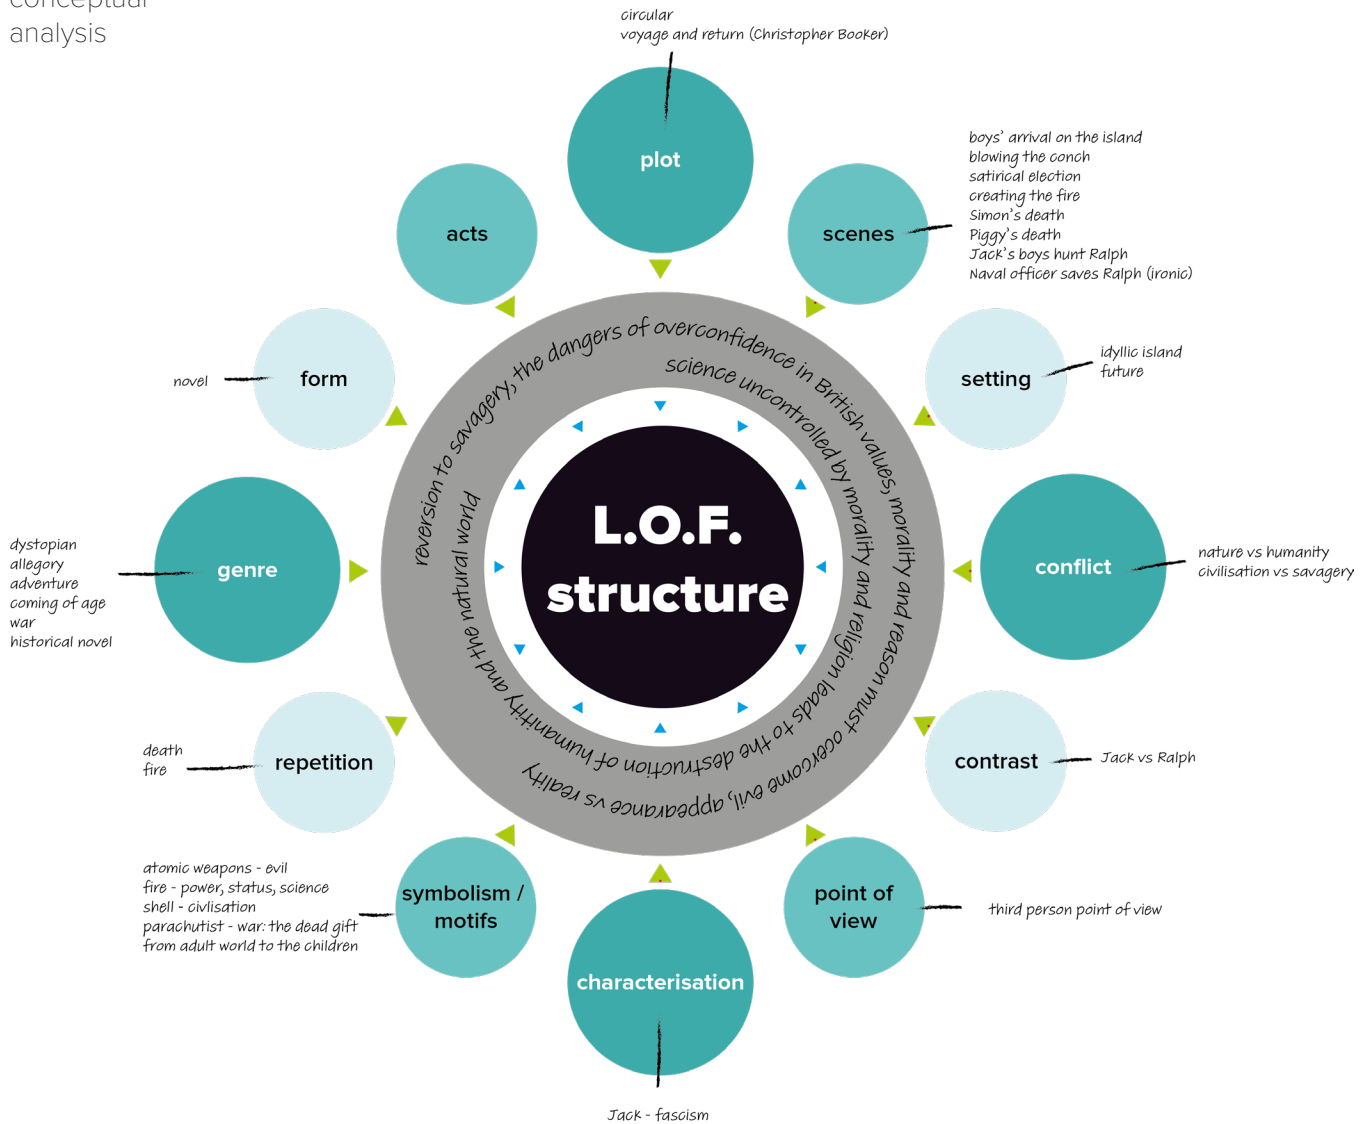 conceptual
analysis
circular
voyage and return (Christopher Booker)
plot
acts
scenes
boys' arrival on the island
blowing the conch
satirical election
creating the fire
Simon's death
Piggy's death
Jack's boys hunt Ralph
Naval officer saves Ralph (ironic)
form
novel
setting
idyllic island
future
genre
dystopian
allegory
adventure
coming of age
war
historical novel
conflict
nature vs humanity
civilisation vs savagery
reversion to savagery, the dangers of overconfidence in British values, morality and reason must ocercome evil, appearance vs reality
science uncontrolled by morality and religion leads to the destruction of humanitity and the natural world
L.O.F.
structure
repetition
death
fire
contrast
Jack vs Ralph
symbolism /
motifs
atomic weapons - evil
fire - power, status, science
shell - civlisation
parachutist - war: the dead gift
from adult world to the children
point of
view
third person point of view
characterisation
Jack - fascism